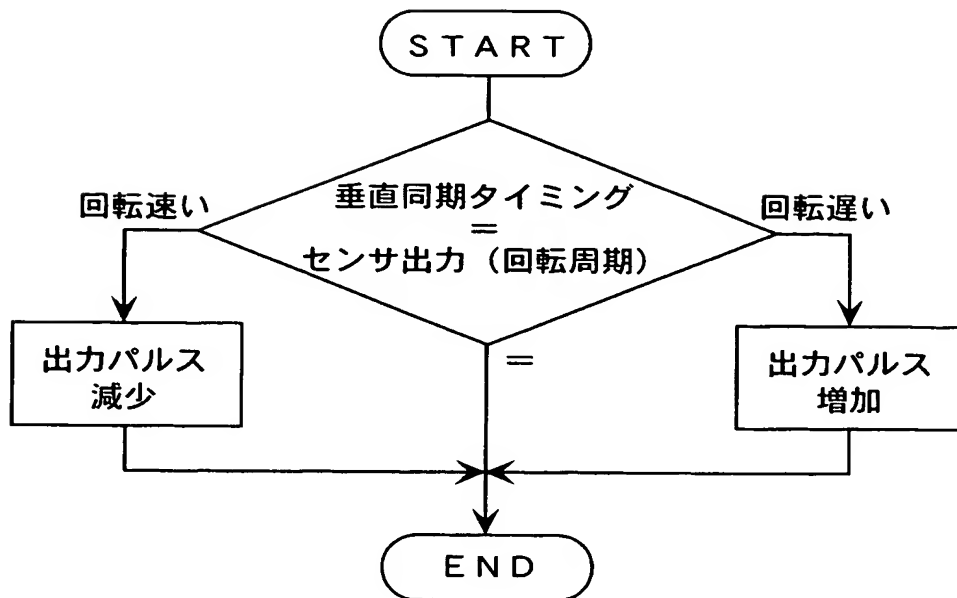 START
垂直同期タイミング
=
センサ出力（回転周期）
回転速い
回転遅い
=
出力パルス
減少
出力パルス
増加
END